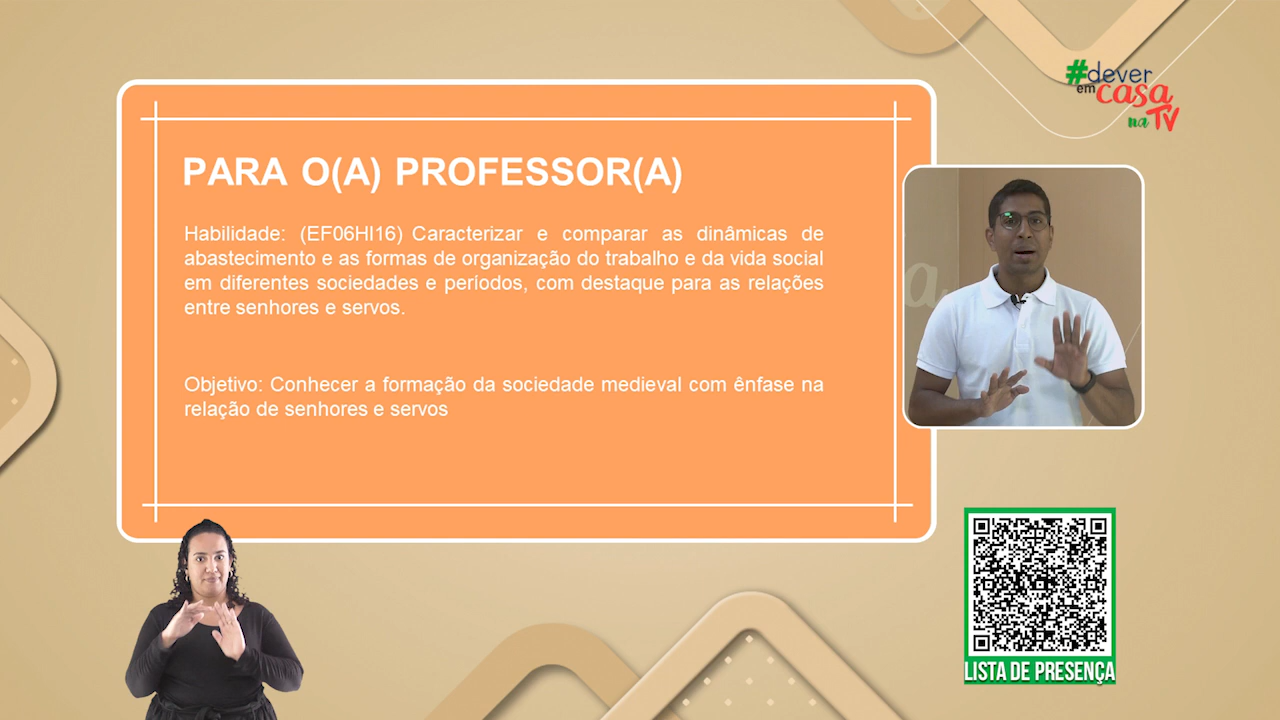 #dever
em casa
na TV
PARA O(A) PROFESSOR(A)
Habilidade: (EF06HI16) Caracterizar e comparar as dinâmicas de
abastecimento e as formas de organização do trabalho e da vida social
em diferentes sociedades e períodos, com destaque para as relações
entre senhores e servos.
Objetivo: Conhecer a formação da sociedade medieval com ênfase na
relação de senhores e servos
LISTA DE PRESENÇA